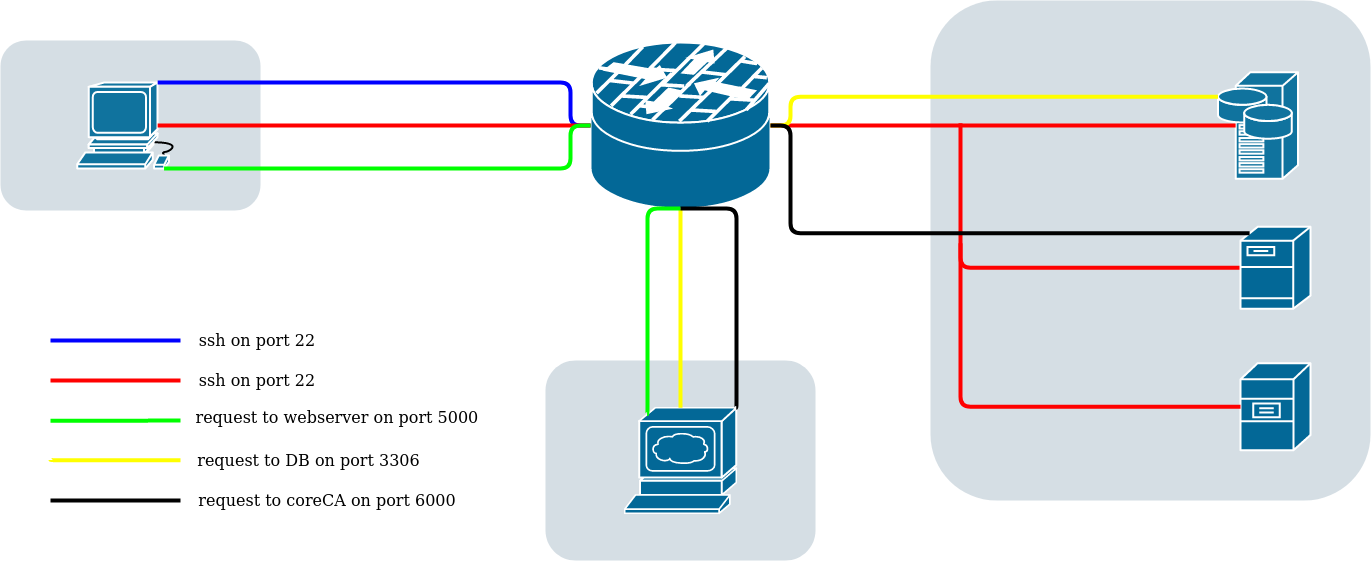 ssh on port 22
ssh on port 22
request to webserver on port 5000
request to DB on port 3306
request to coreCA on port 6000